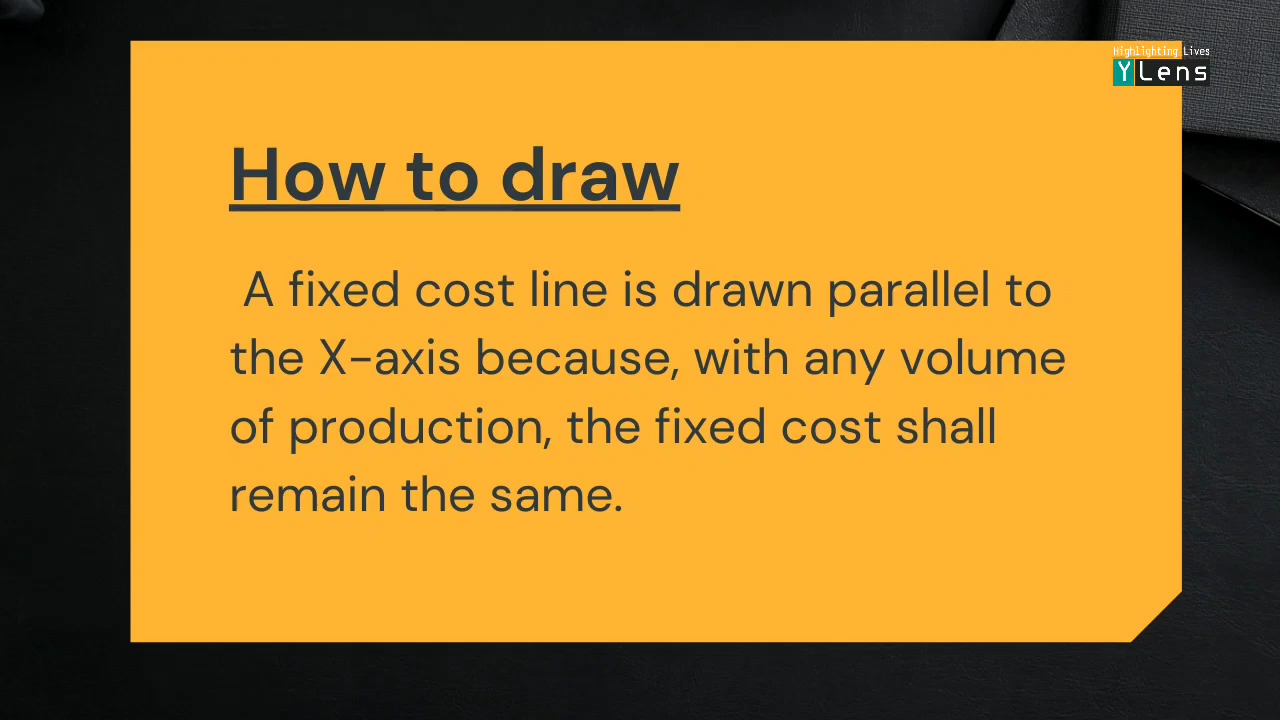 Highlighting Lives
YLens
How to draw
A fixed cost line is drawn parallel to
the X-axis because, with any volume
of production, the fixed cost shall
remain the same.